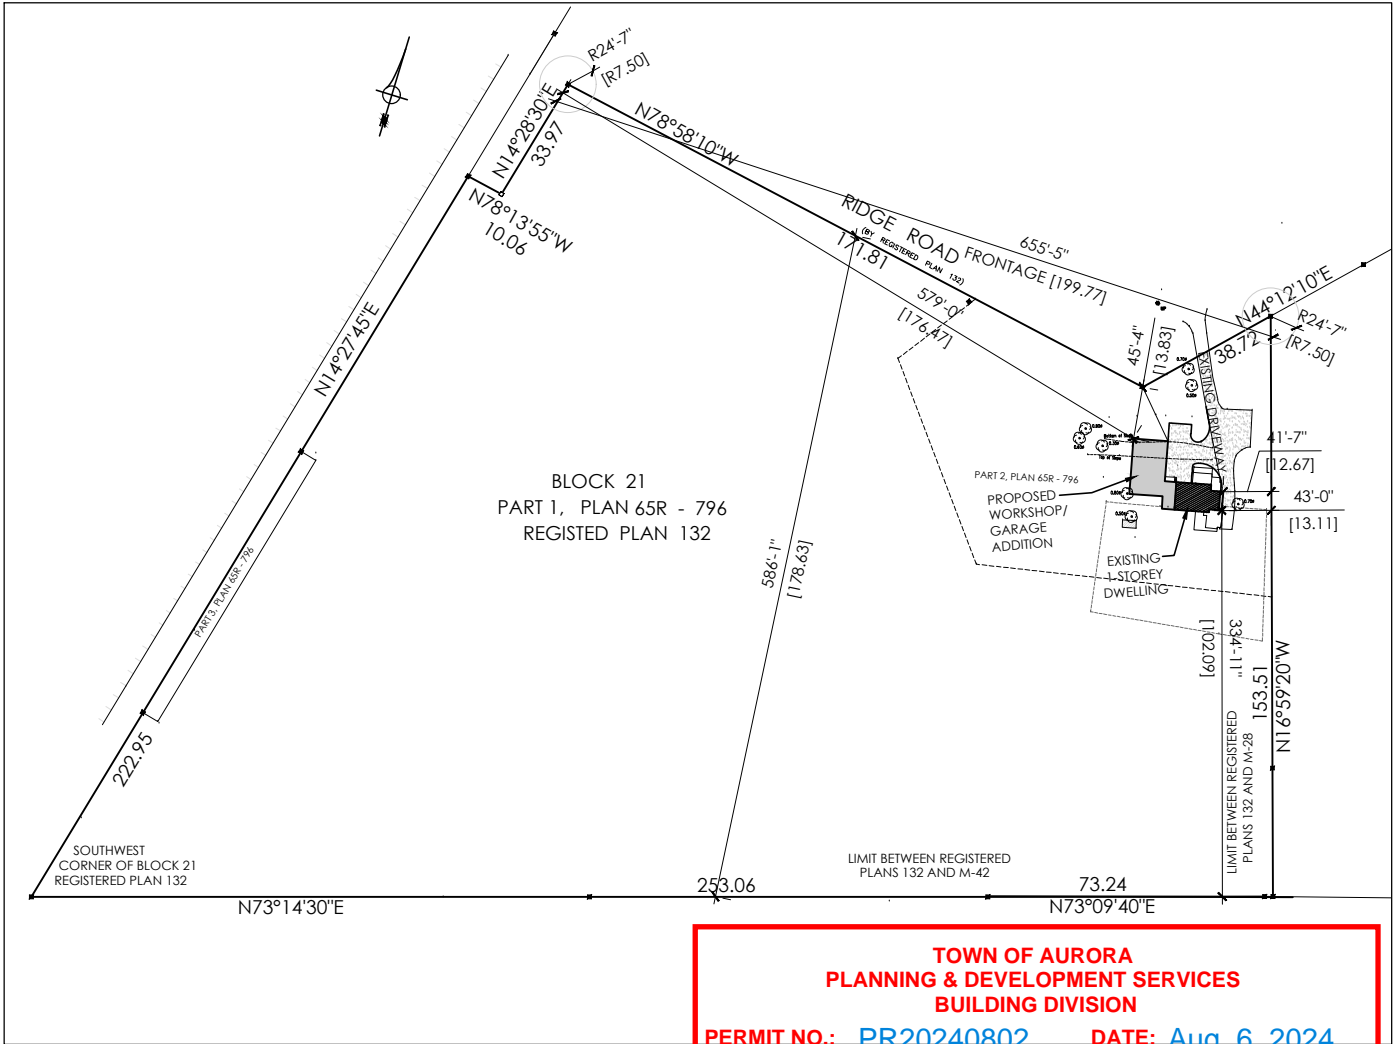 R24'-7"
[R7.50]
N14°28'30"E
33.97
N78°58'10"W
N78°13'55"W
10.06
RIDGE ROAD
(BY REGISTERED PLAN 132)
171.81
655'-5"
FRONTAGE [199.77]
579'-0"
[176.47]
N44°12'10"E
38.72
R24'-7"
[R7.50]
45'-4"
[13.83]
EXISTING DRIVEWAY
N14°27'45"E
41'-7"
[12.67]
43'-0"
[13.11]
Bottom of Slope
Top of Slope
BLOCK 21
PART 1, PLAN 65R - 796
REGISTED PLAN 132
PART 2, PLAN 65R - 796
PROPOSED
WORKSHOP/
GARAGE
ADDITION
EXISTING
1-STOREY
DWELLING
586'-1"
[178.63]
PART 3, PLAN 65R - 796
334'-11"
[102.09]
153.51
N16°59'20"W
LIMIT BETWEEN REGISTERED
PLANS 132 AND M-28
222.95
SOUTHWEST
CORNER OF BLOCK 21
REGISTERED PLAN 132
LIMIT BETWEEN REGISTERED
PLANS 132 AND M-42
253.06
73.24
N73°14'30"E
N73°09'40"E
TOWN OF AURORA
PLANNING & DEVELOPMENT SERVICES
BUILDING DIVISION
PERMIT NO.: PR20240802 DATE: Aug. 6, 2024